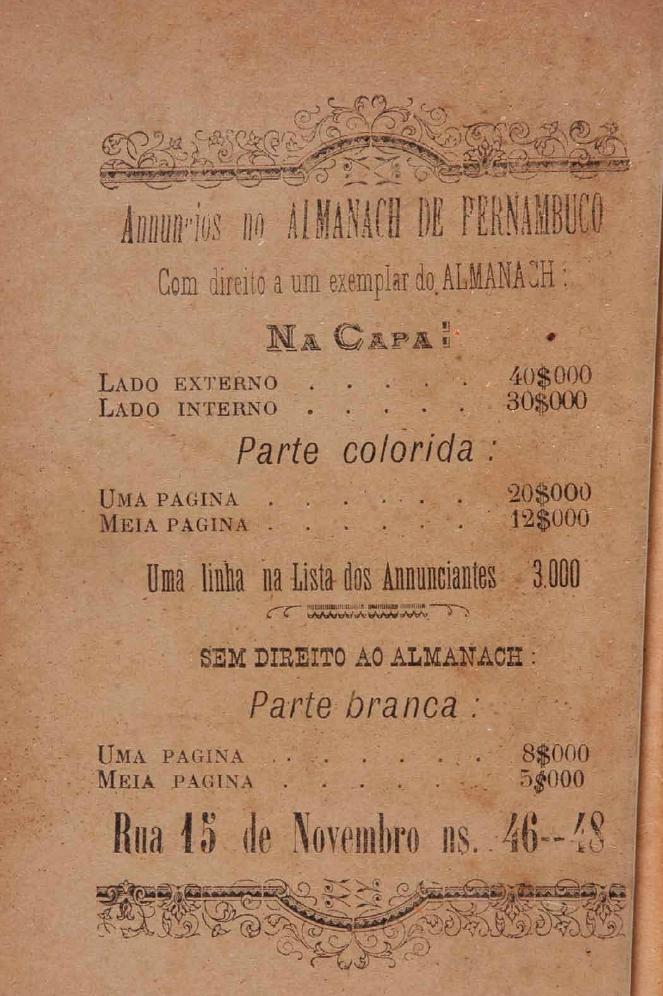 Annuncios no ALMANACH DE PERNAMBUCO
Com direito a um exemplar do ALMANACH :
NA CAPA :
LADO EXTERNO . . . . . 40$000
LADO INTERNO . . . . . 30$000
Parte colorida :
UMA PAGINA . . . . . . 20$000
MEIA PAGINA . . . . . . 12$000
Uma linha na Lista dos Annunciantes 3.000
SEM DIREITO AO ALMANACH :
Parte branca :
UMA PAGINA . . . . . . 8$000
MEIA PAGINA . . . . . . 5$000
Rua 15 de Novembro ns. 46--48